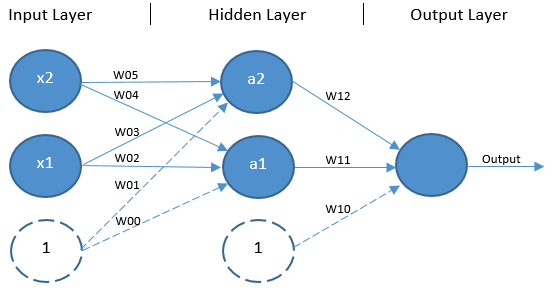 Input Layer
Hidden Layer
Output Layer
x2
W05
a2
W04
W12
W03
x1
W02
a1
W11
Output
W01
W00
W10
1
1